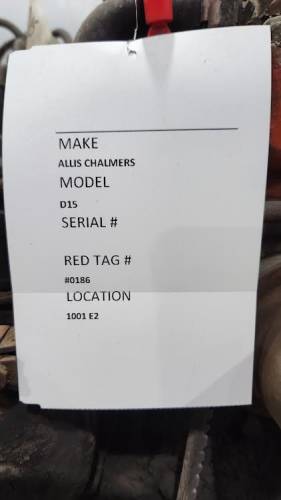 MAKE
ALLIS CHALMERS
MODEL
D15
SERIAL #
RED TAG #
#0186
LOCATION
1001 E2